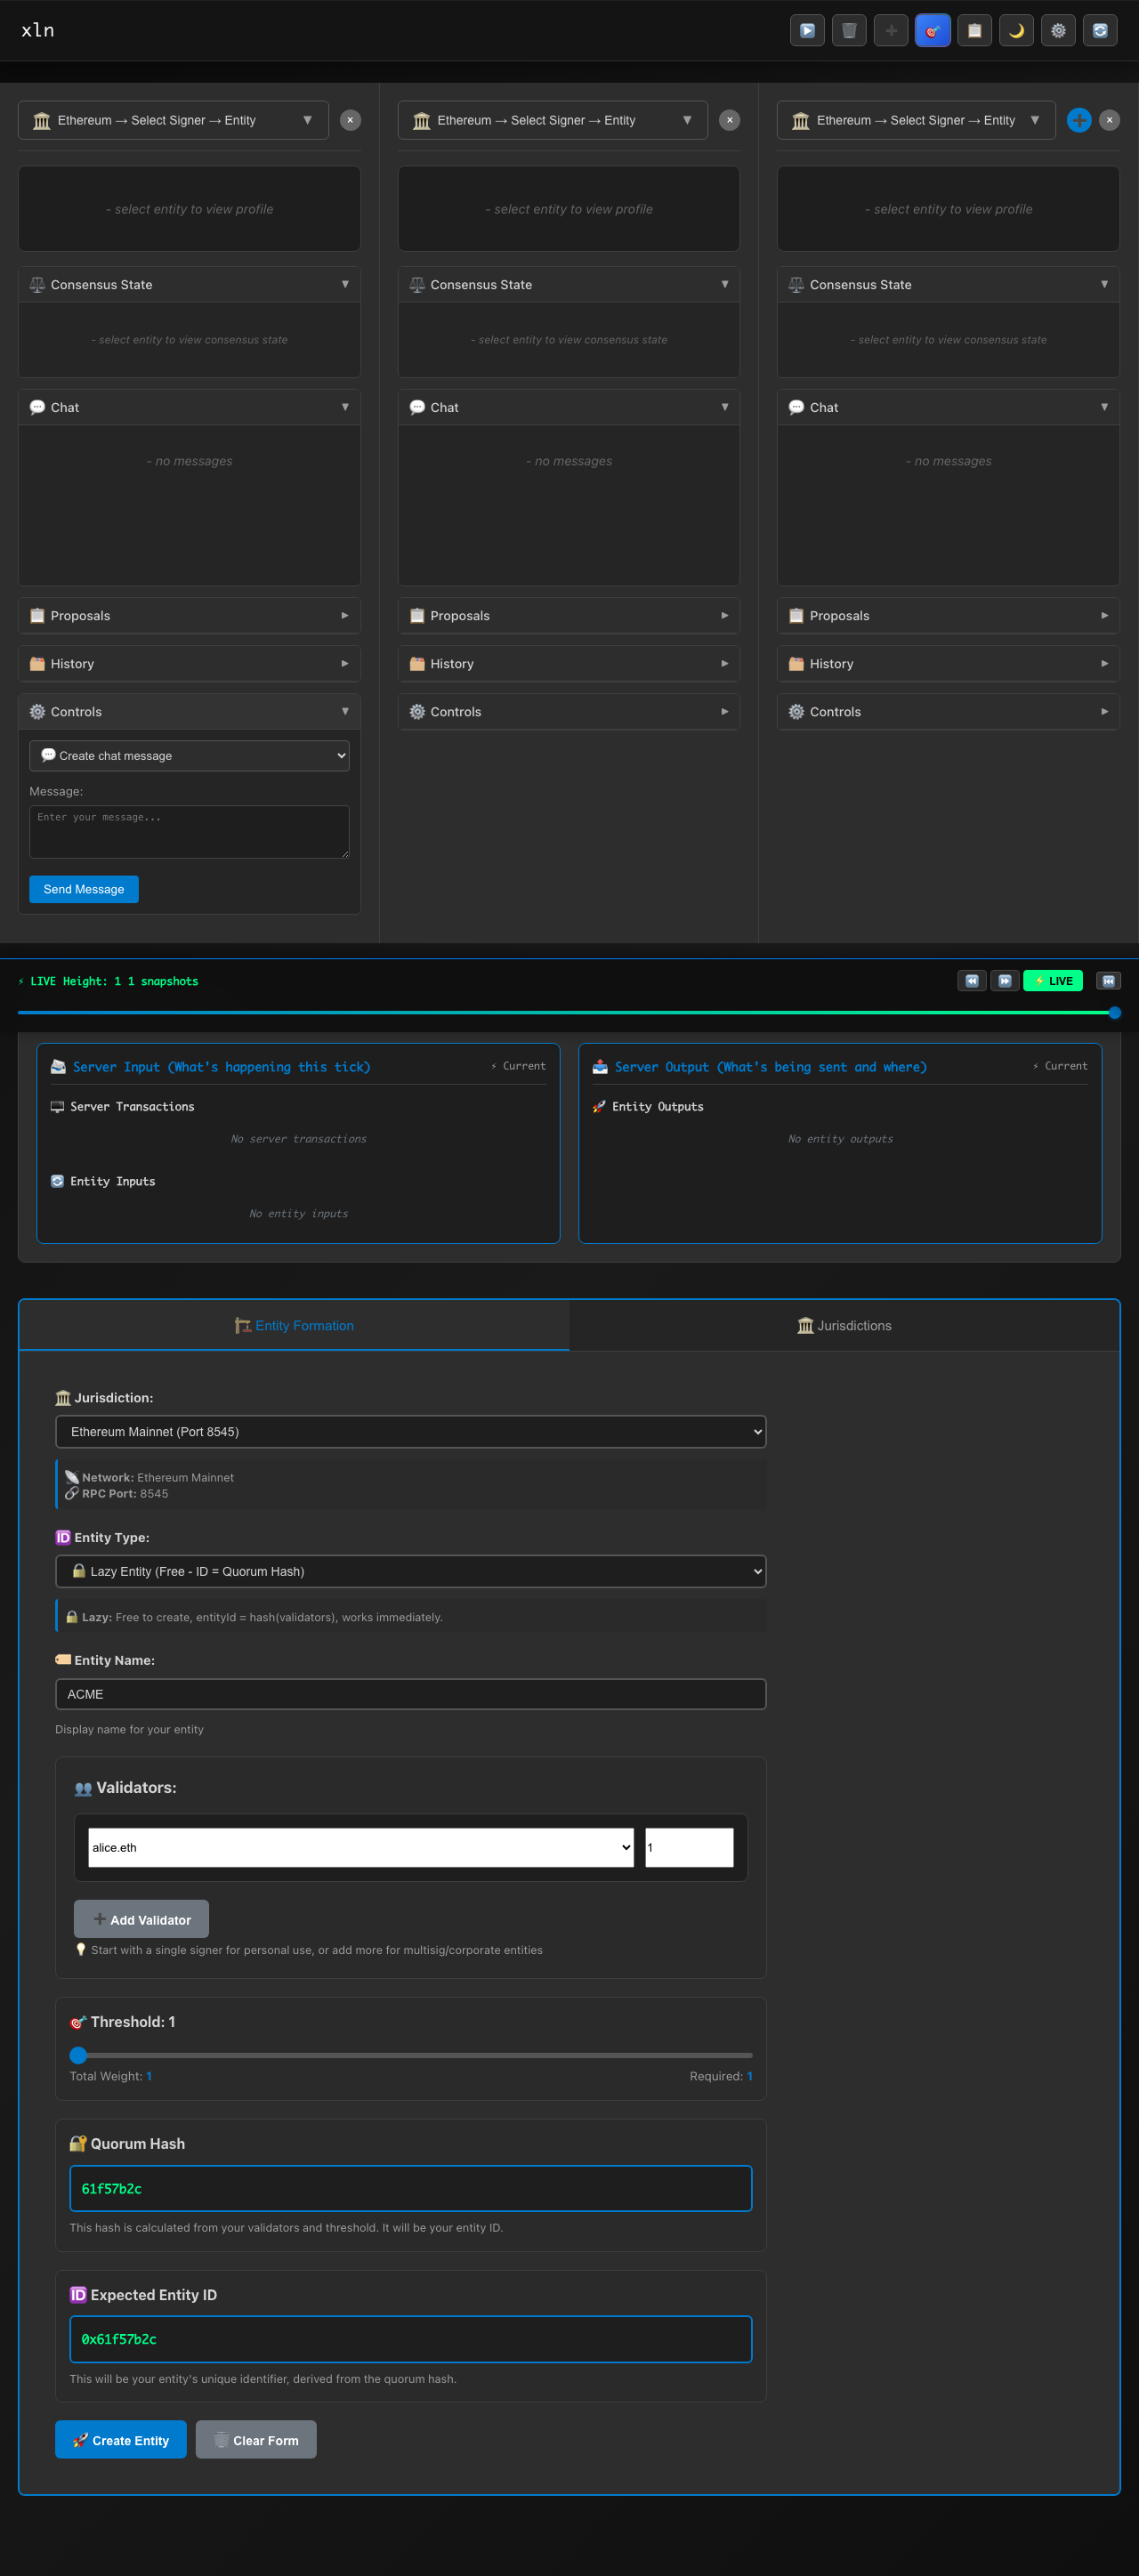 xln
Ethereum → Select Signer → Entity
- select entity to view profile
Consensus State
- select entity to view consensus state
Chat
- no messages
Proposals
History
Controls
Create chat message
Message:
Enter your message...
Send Message
Ethereum → Select Signer → Entity
- select entity to view profile
Consensus State
- select entity to view consensus state
Chat
- no messages
Proposals
History
Controls
Ethereum → Select Signer → Entity
- select entity to view profile
Consensus State
- select entity to view consensus state
Chat
- no messages
Proposals
History
Controls
⚡ LIVE Height: 1 1 snapshots
⚡ LIVE
Server Input (What's happening this tick)
⚡ Current
Server Transactions
No server transactions
Entity Inputs
No entity inputs
Server Output (What's being sent and where)
⚡ Current
Entity Outputs
No entity outputs
Entity Formation
Jurisdictions
Jurisdiction:
Ethereum Mainnet (Port 8545)
Network: Ethereum Mainnet
RPC Port: 8545
🆔 Entity Type:
Lazy Entity (Free - ID = Quorum Hash)
Lazy: Free to create, entityId = hash(validators), works immediately.
Entity Name:
ACME
Display name for your entity
Validators:
alice.eth
1
Add Validator
Start with a single signer for personal use, or add more for multisig/corporate entities
Threshold: 1
Total Weight: 1
Required: 1
Quorum Hash
61f57b2c
This hash is calculated from your validators and threshold. It will be your entity ID.
🆔 Expected Entity ID
0x61f57b2c
This will be your entity's unique identifier, derived from the quorum hash.
Create Entity
Clear Form